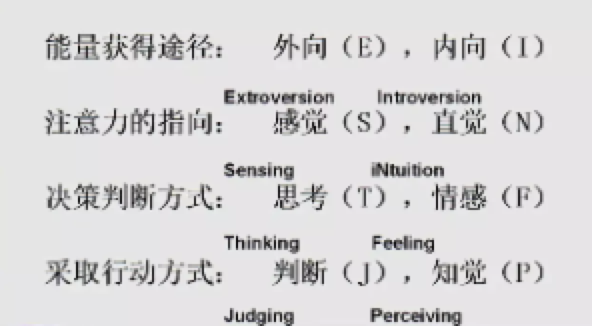 能量获得途径： 外向（E），内向（I）
Extroversion Introversion
注意力的指向： 感觉（S），直觉（N）
Sensing iNtuition
决策判断方式： 思考（T），情感（F）
Thinking Feeling
采取行动方式： 判断（J），知觉（P）
Judging Perceiving